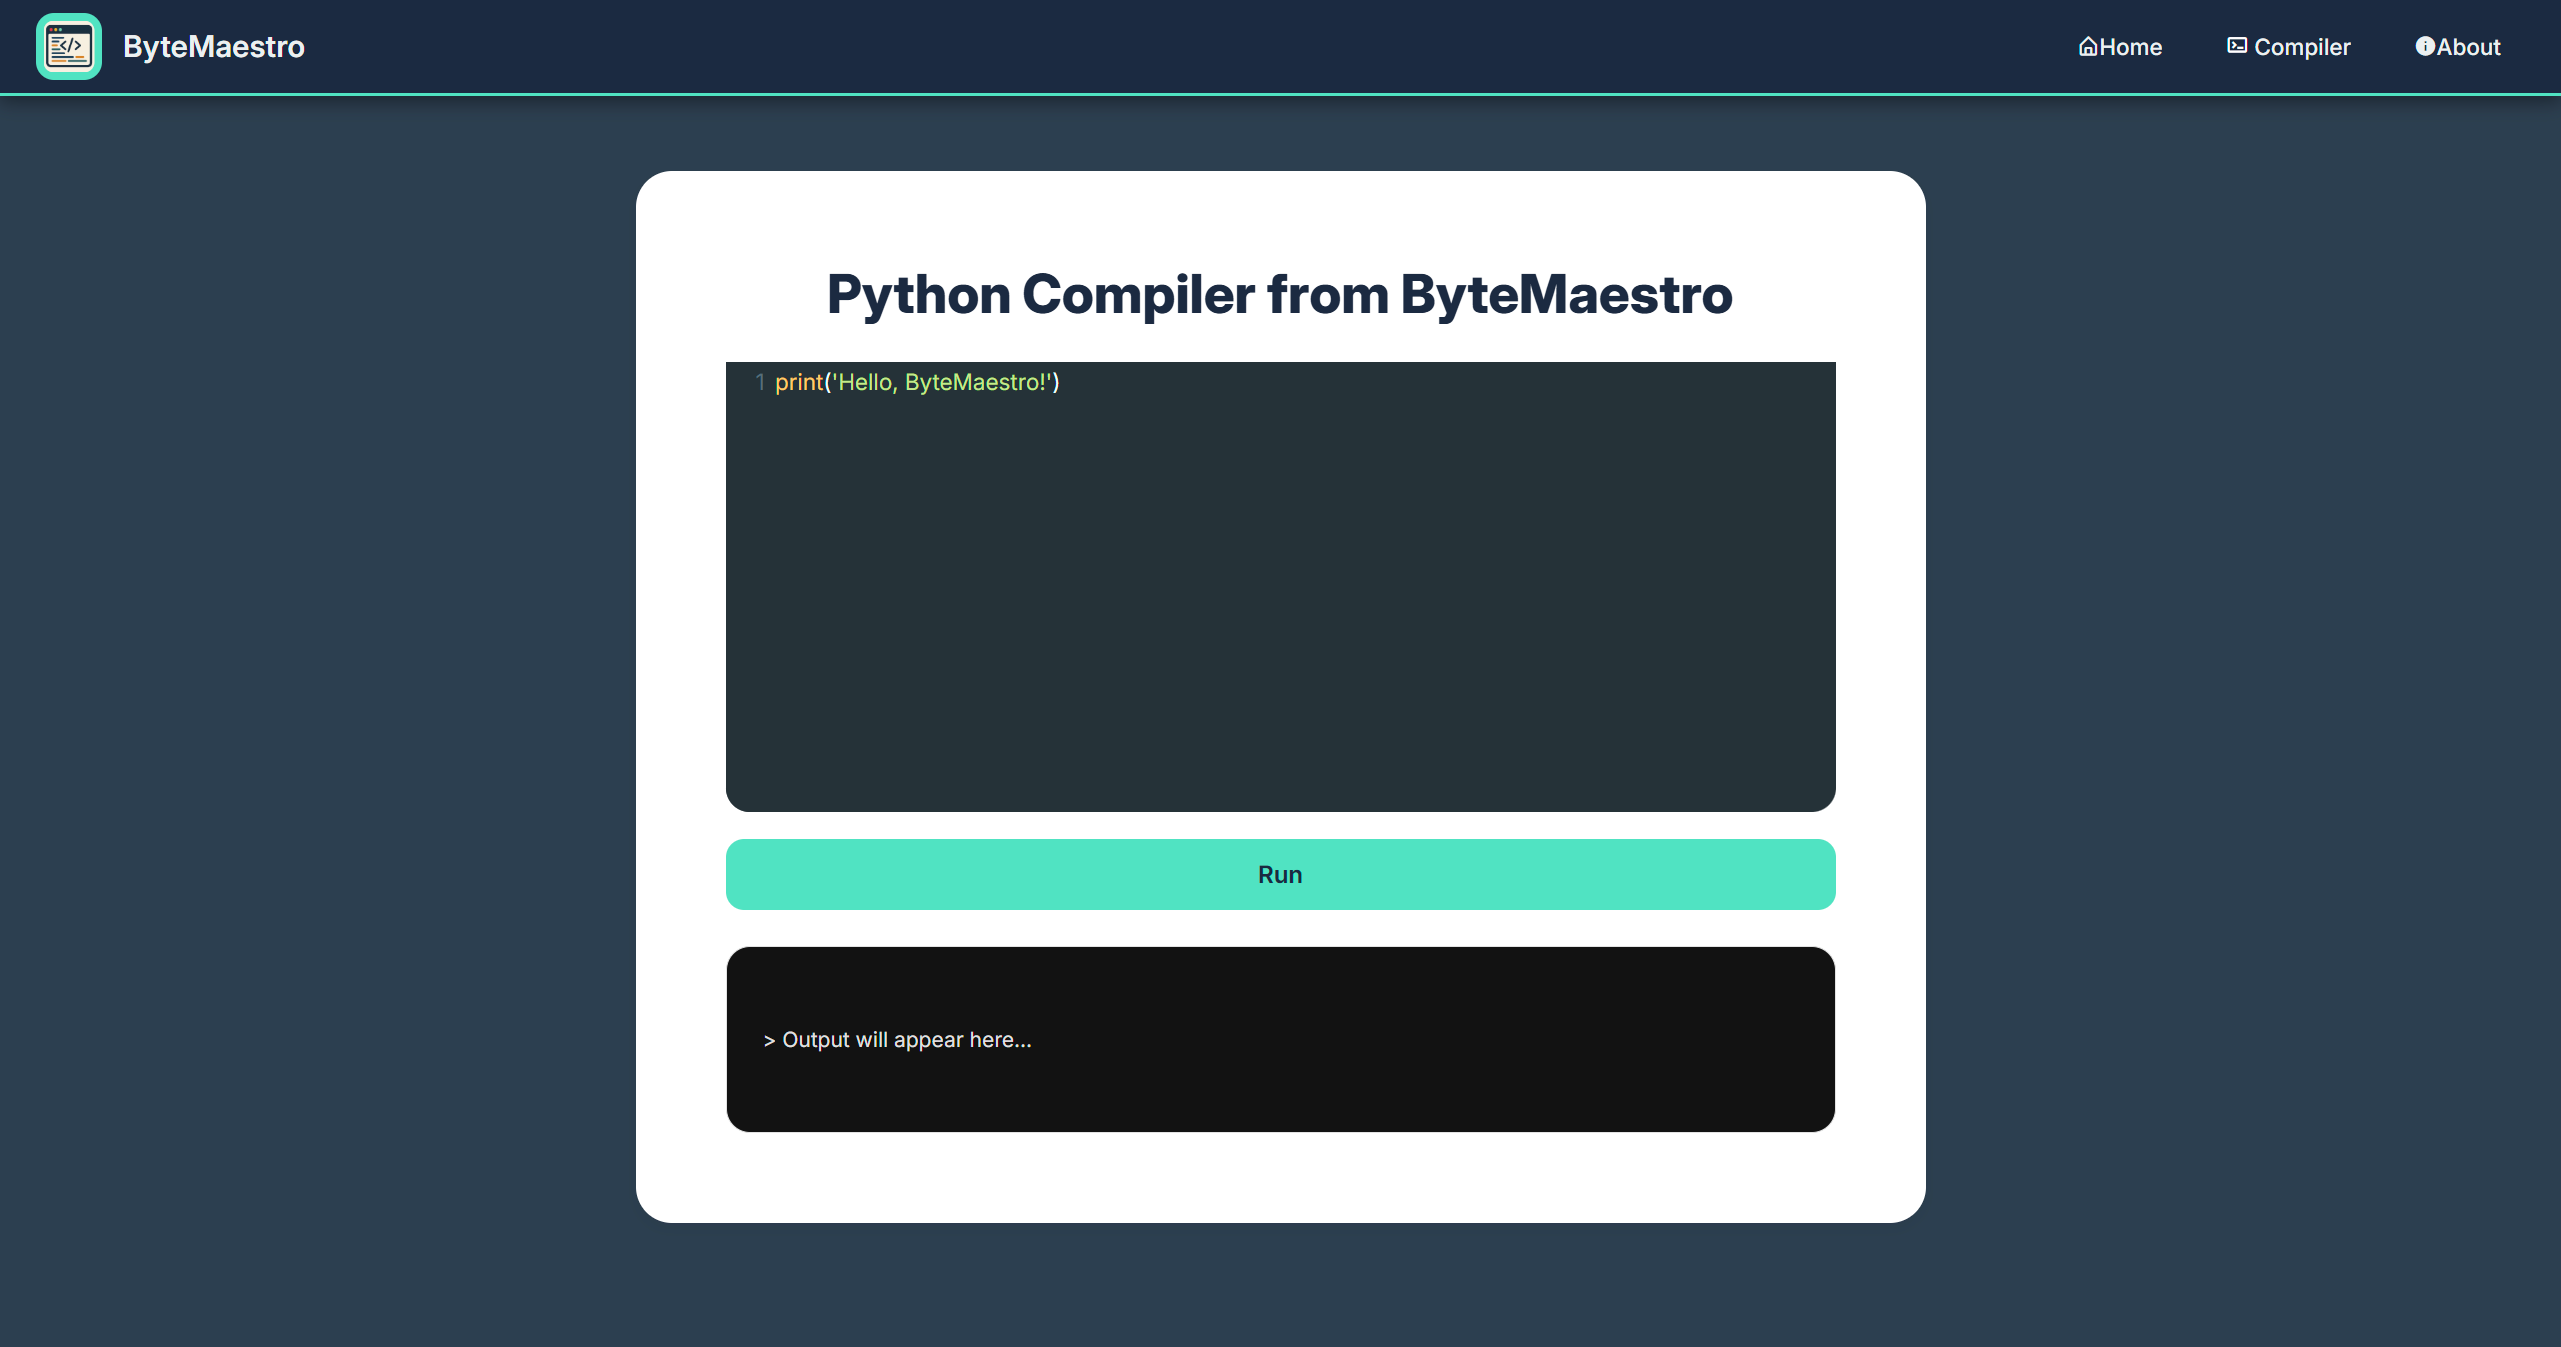 ByteMaestro
Home
Compiler
About
Python Compiler from ByteMaestro
1 print('Hello, ByteMaestro!')
Run
> Output will appear here...